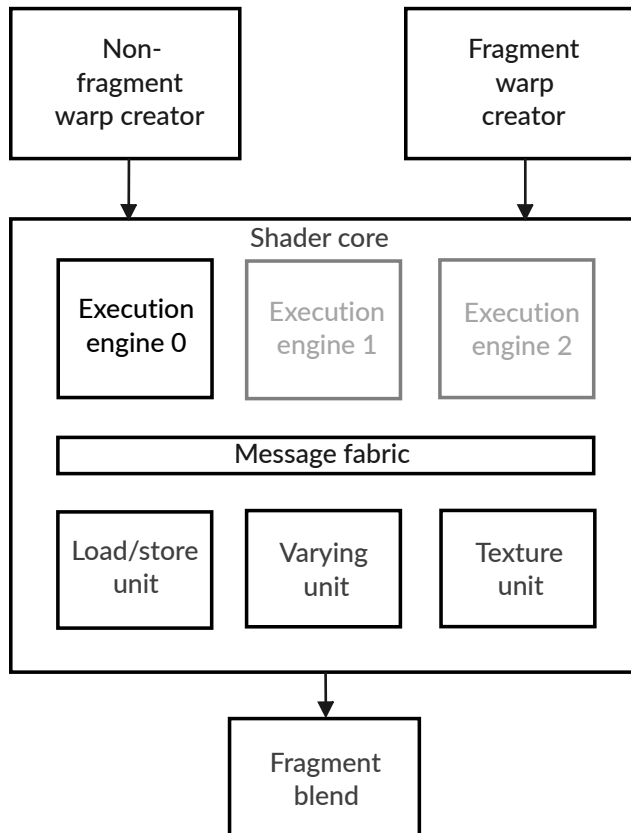 Non-
fragment
warp creator
Fragment
warp
creator
Shader core
Execution
engine 0
Execution
engine 1
Execution
engine 2
Message fabric
Load/store
unit
Varying
unit
Texture
unit
Fragment
blend